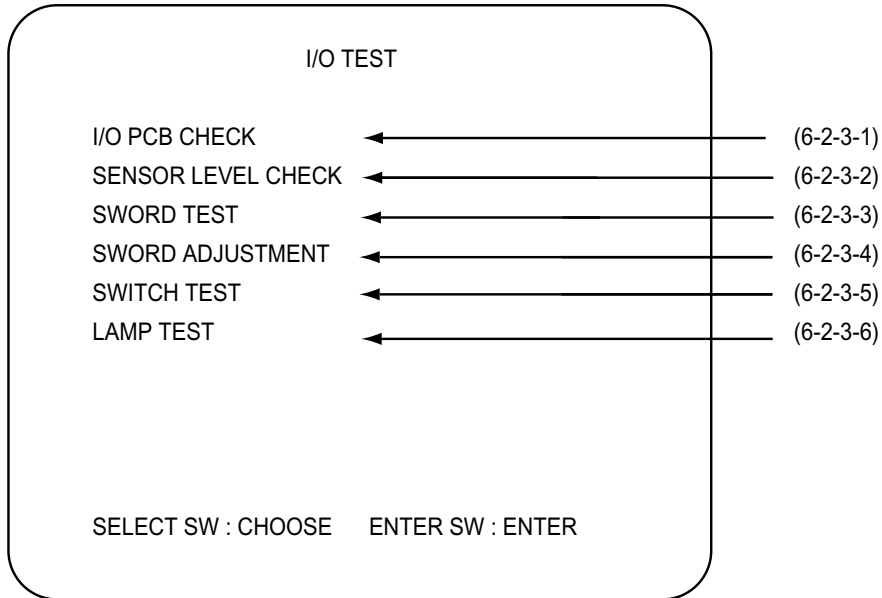 I/O TEST
I/O PCB CHECK (6-2-3-1)
SENSOR LEVEL CHECK (6-2-3-2)
SWORD TEST (6-2-3-3)
SWORD ADJUSTMENT (6-2-3-4)
SWITCH TEST (6-2-3-5)
LAMP TEST (6-2-3-6)
SELECT SW : CHOOSE ENTER SW : ENTER